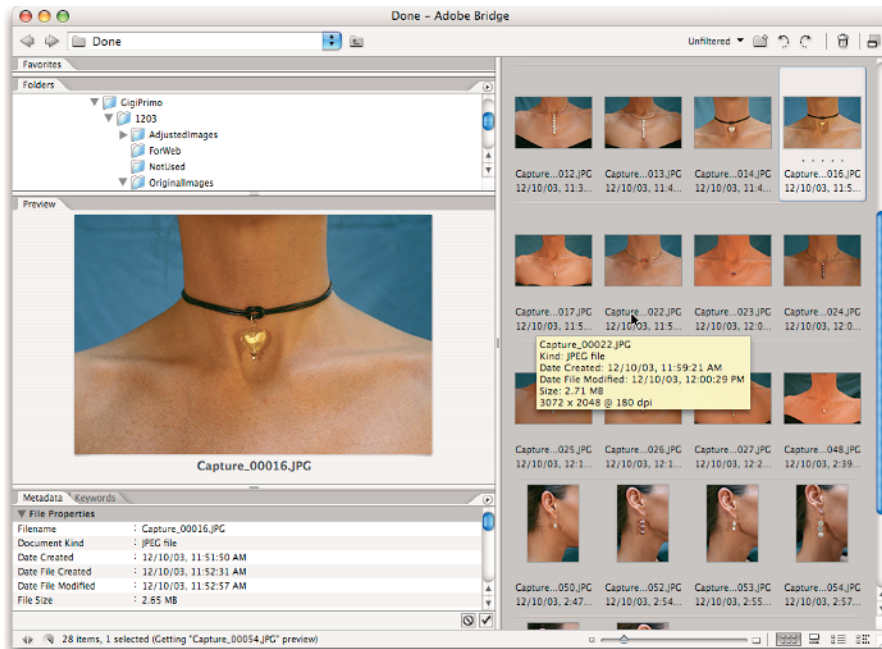 Done – Adobe Bridge
Done
Unfiltered
Favorites
Folders
GigiPrimo
1203
AdjustedImages
ForWeb
NotUsed
OriginalImages
Preview
Capture_00016.JPG
Metadata Keywords
File Properties
Filename : Capture_00016.JPG
Document Kind : JPEG file
Date Created : 12/10/03, 11:51:50 AM
Date File Created : 12/10/03, 11:52:31 AM
Date File Modified : 12/10/03, 11:52:57 AM
File Size : 2.65 MB
28 items, 1 selected (Getting "Capture_00054.JPG" preview)
Capture...012.JPG Capture...013.JPG Capture...014.JPG Capture...016.JPG
12/10/03, 11:3... 12/10/03, 11:4... 12/10/03, 11:4... 12/10/03, 11:5...
Capture...017.JPG Capture...022.JPG Capture...023.JPG Capture...024.JPG
12/10/03, 11:5... 12/10/03, 11:5... 12/10/03, 12:0... 12/10/03, 12:0...
Capture_00022.JPG
Kind: JPEG file
Date Created: 12/10/03, 11:59:21 AM
Date File Modified: 12/10/03, 12:00:29 PM
Size: 2.71 MB
3072 x 2048 @ 180 dpi
Capture...025.JPG Capture...026.JPG Capture...027.JPG Capture...048.JPG
12/10/03, 12:1... 12/10/03, 12:1... 12/10/03, 12:2... 12/10/03, 2:39...
Capture...050.JPG Capture...052.JPG Capture...053.JPG Capture...054.JPG
12/10/03, 2:47... 12/10/03, 2:54... 12/10/03, 2:55... 12/10/03, 2:57...